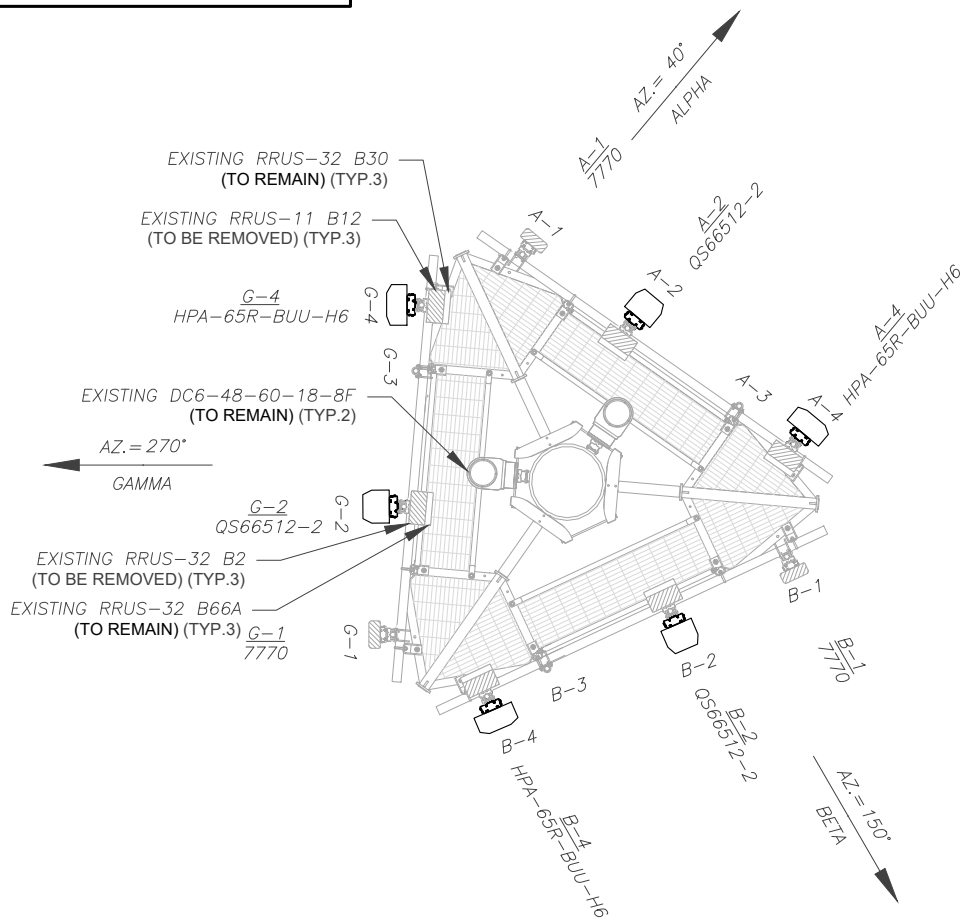 AZ.= 40°
ALPHA
A-1
7770
EXISTING RRUS-32 B30
(TO REMAIN) (TYP.3)
A-1
A-2
QS66512-2
EXISTING RRUS-11 B12
(TO BE REMOVED) (TYP.3)
A-2
G-4
HPA-65R-BUU-H6
G-4
A-4
HPA-65R-BUU-H6
G-3
A-3
A-4
EXISTING DC6-48-60-18-8F
(TO REMAIN) (TYP.2)
AZ.= 270°
GAMMA
G-2
QS66512-2
G-2
EXISTING RRUS-32 B2
(TO BE REMOVED) (TYP.3)
EXISTING RRUS-32 B66A
(TO REMAIN) (TYP.3)
G-1
7770
G-1
B-1
B-1
7770
B-2
B-3
B-2
QS66512-2
B-4
B-4
HPA-65R-BUU-H6
AZ.= 150°
BETA